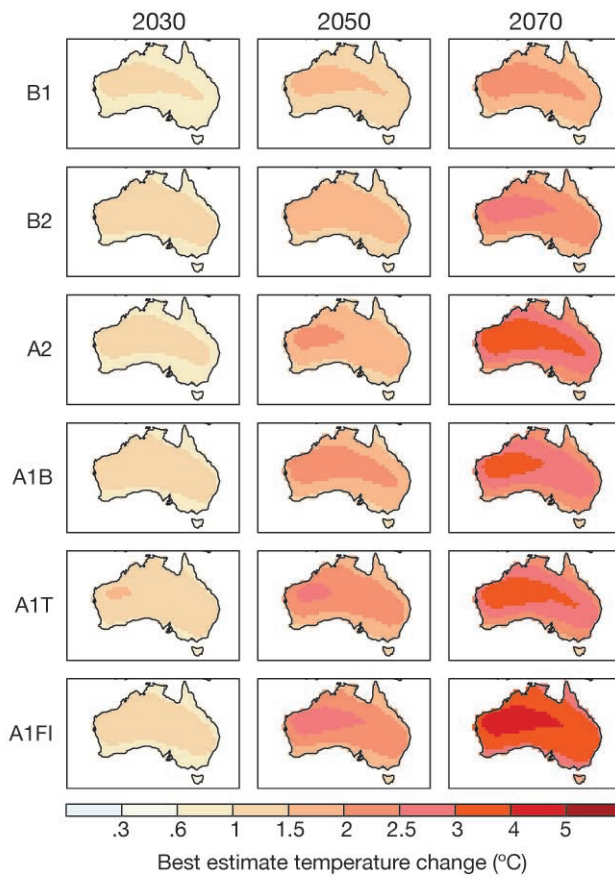 2030 2050 2070
B1
B2
A2
A1B
A1T
A1FI
.3 .6 1 1.5 2 2.5 3 4 5
Best estimate temperature change (ºC)